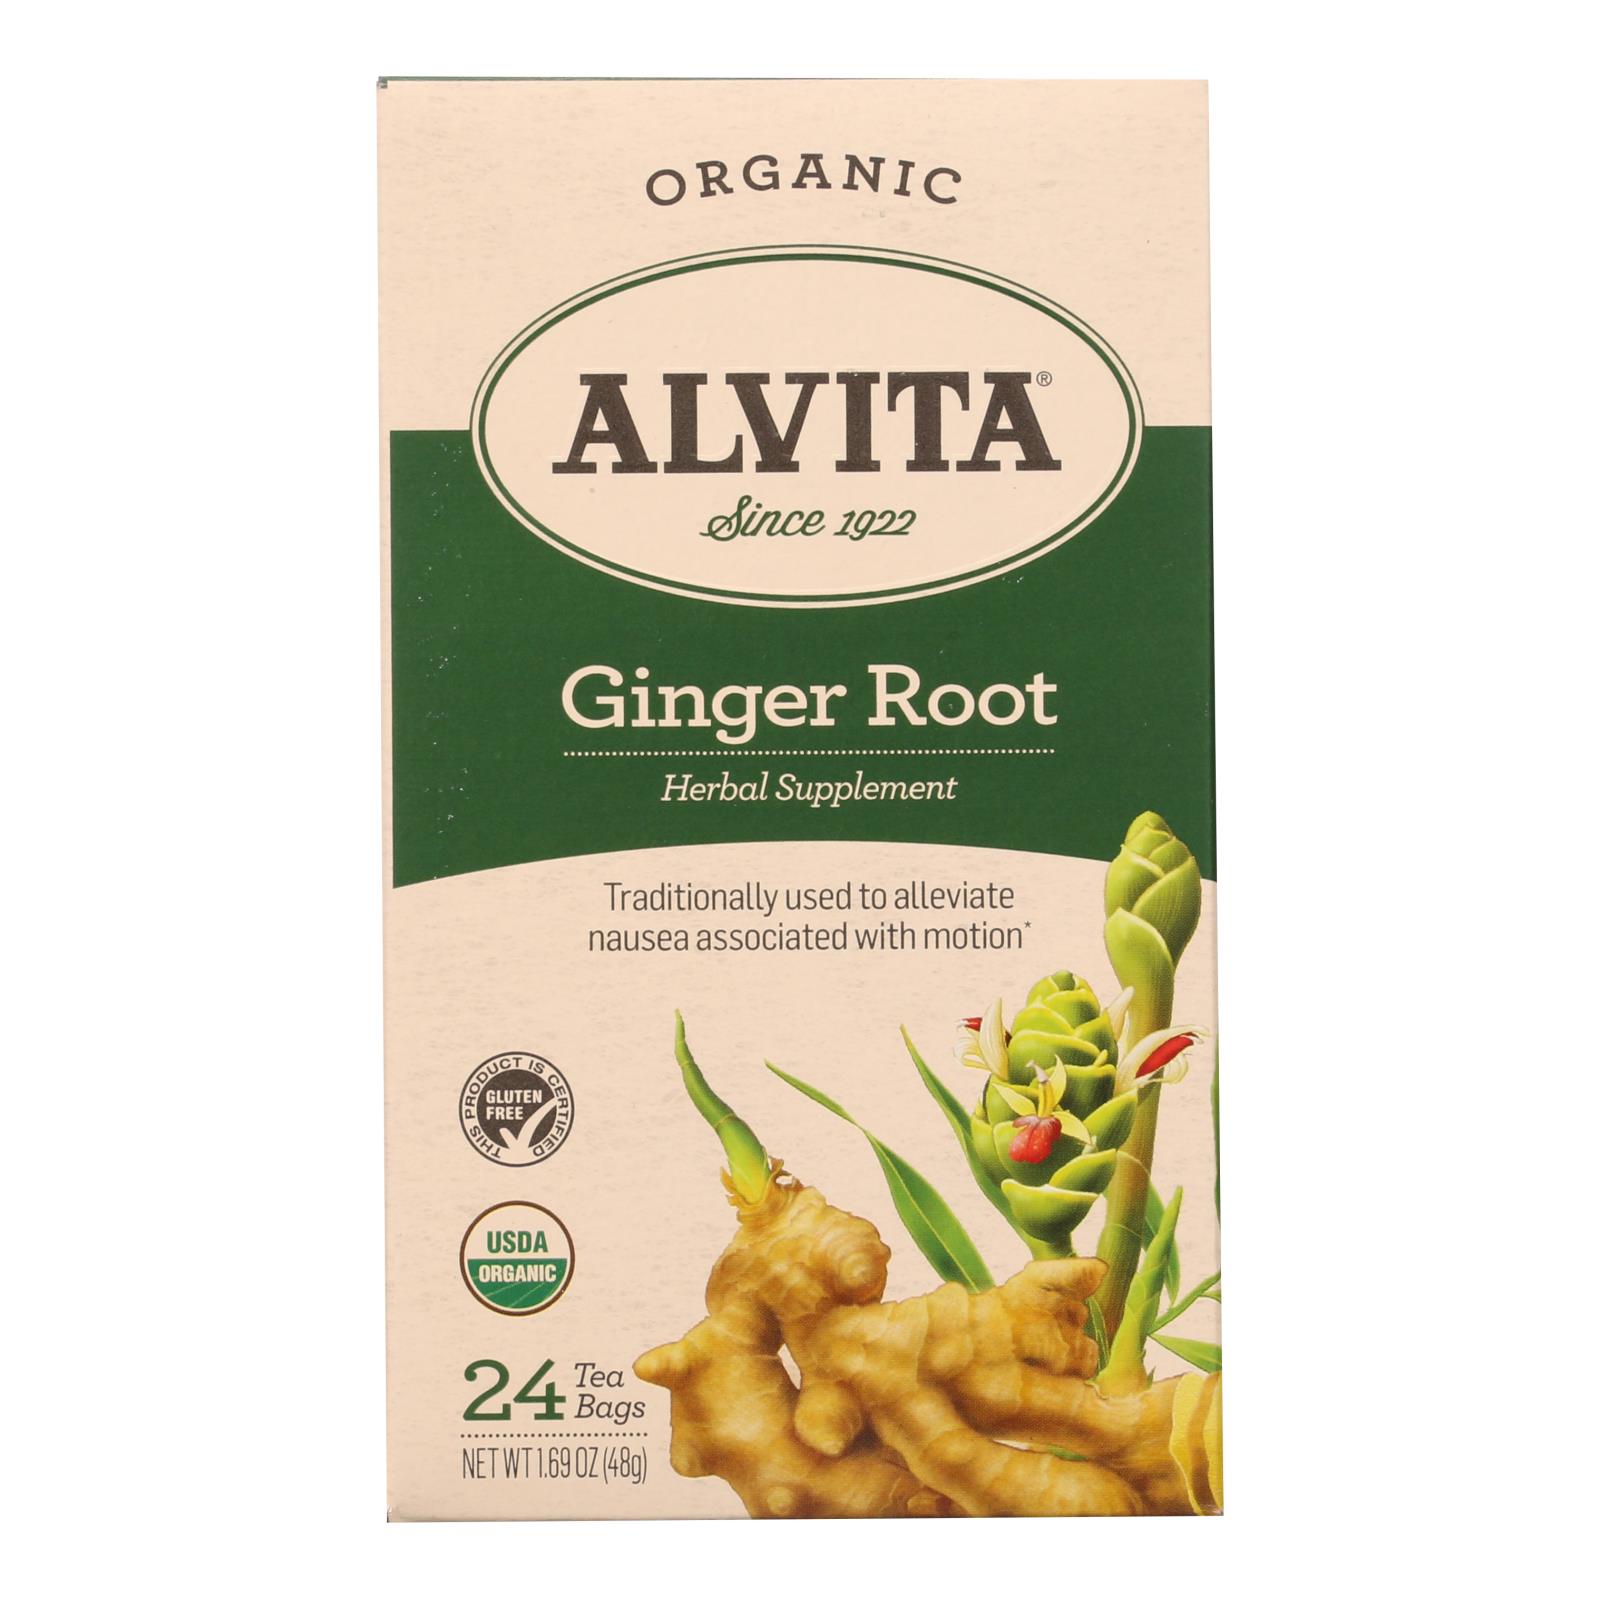 ORGANIC
ALVITA®
Since 1922
Ginger Root
Herbal Supplement
Traditionally used to alleviate
nausea associated with motion*
THIS PRODUCT IS CERTIFIED
GLUTEN
FREE
USDA
ORGANIC
24 Tea
Bags
NET WT 1.69 OZ (48g)